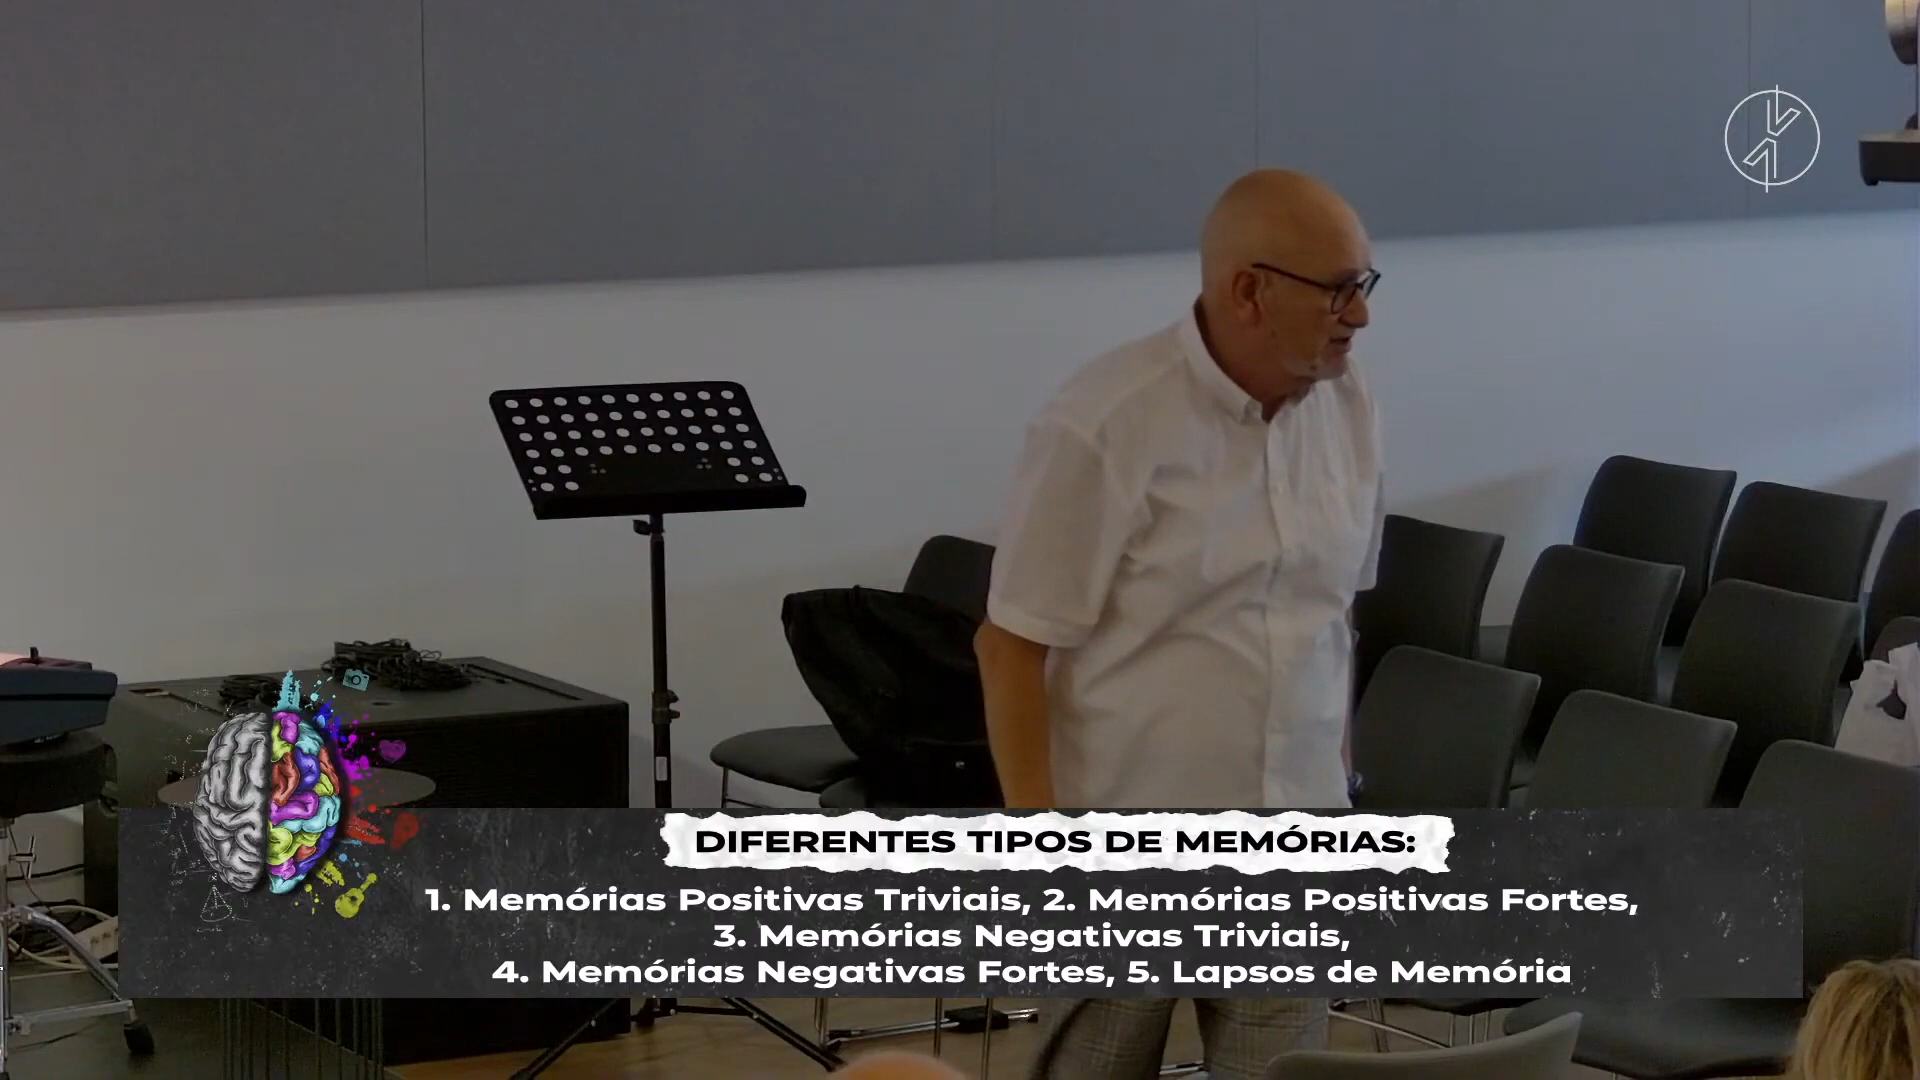 DIFERENTES TIPOS DE MEMÓRIAS:
1. Memórias Positivas Triviais, 2. Memórias Positivas Fortes,
3. Memórias Negativas Triviais,
4. Memórias Negativas Fortes, 5. Lapsos de Memória